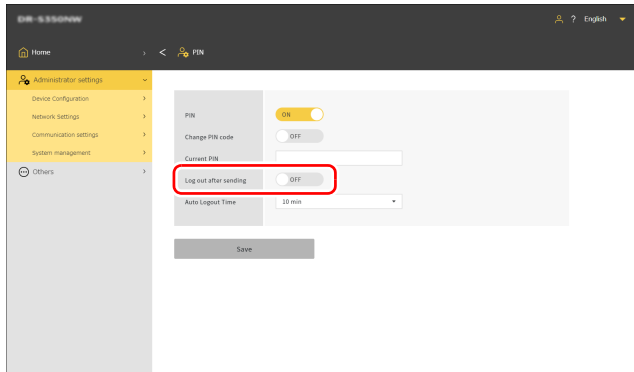 DR-S350NW
? English
Home
PIN
Administrator settings
Device Configuration
Network Settings
Communication settings
System management
Others
PIN ON
Change PIN code OFF
Current PIN
Log out after sending OFF
Auto Logout Time 10 min
Save